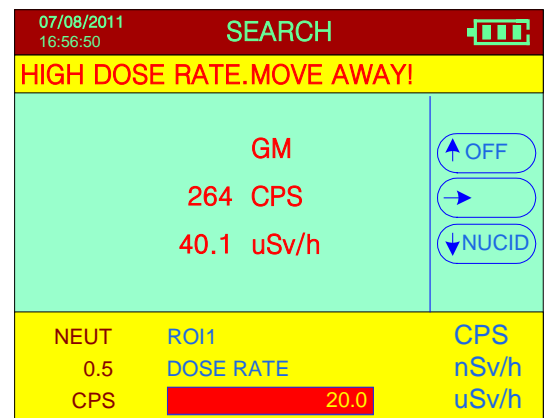 07/08/2011
16:56:50
SEARCH
HIGH DOSE RATE.MOVE AWAY!
GM
264 CPS
40.1 uSv/h
OFF
NUCID
NEUT ROI1 CPS
0.5 DOSE RATE nSv/h
CPS 20.0 uSv/h